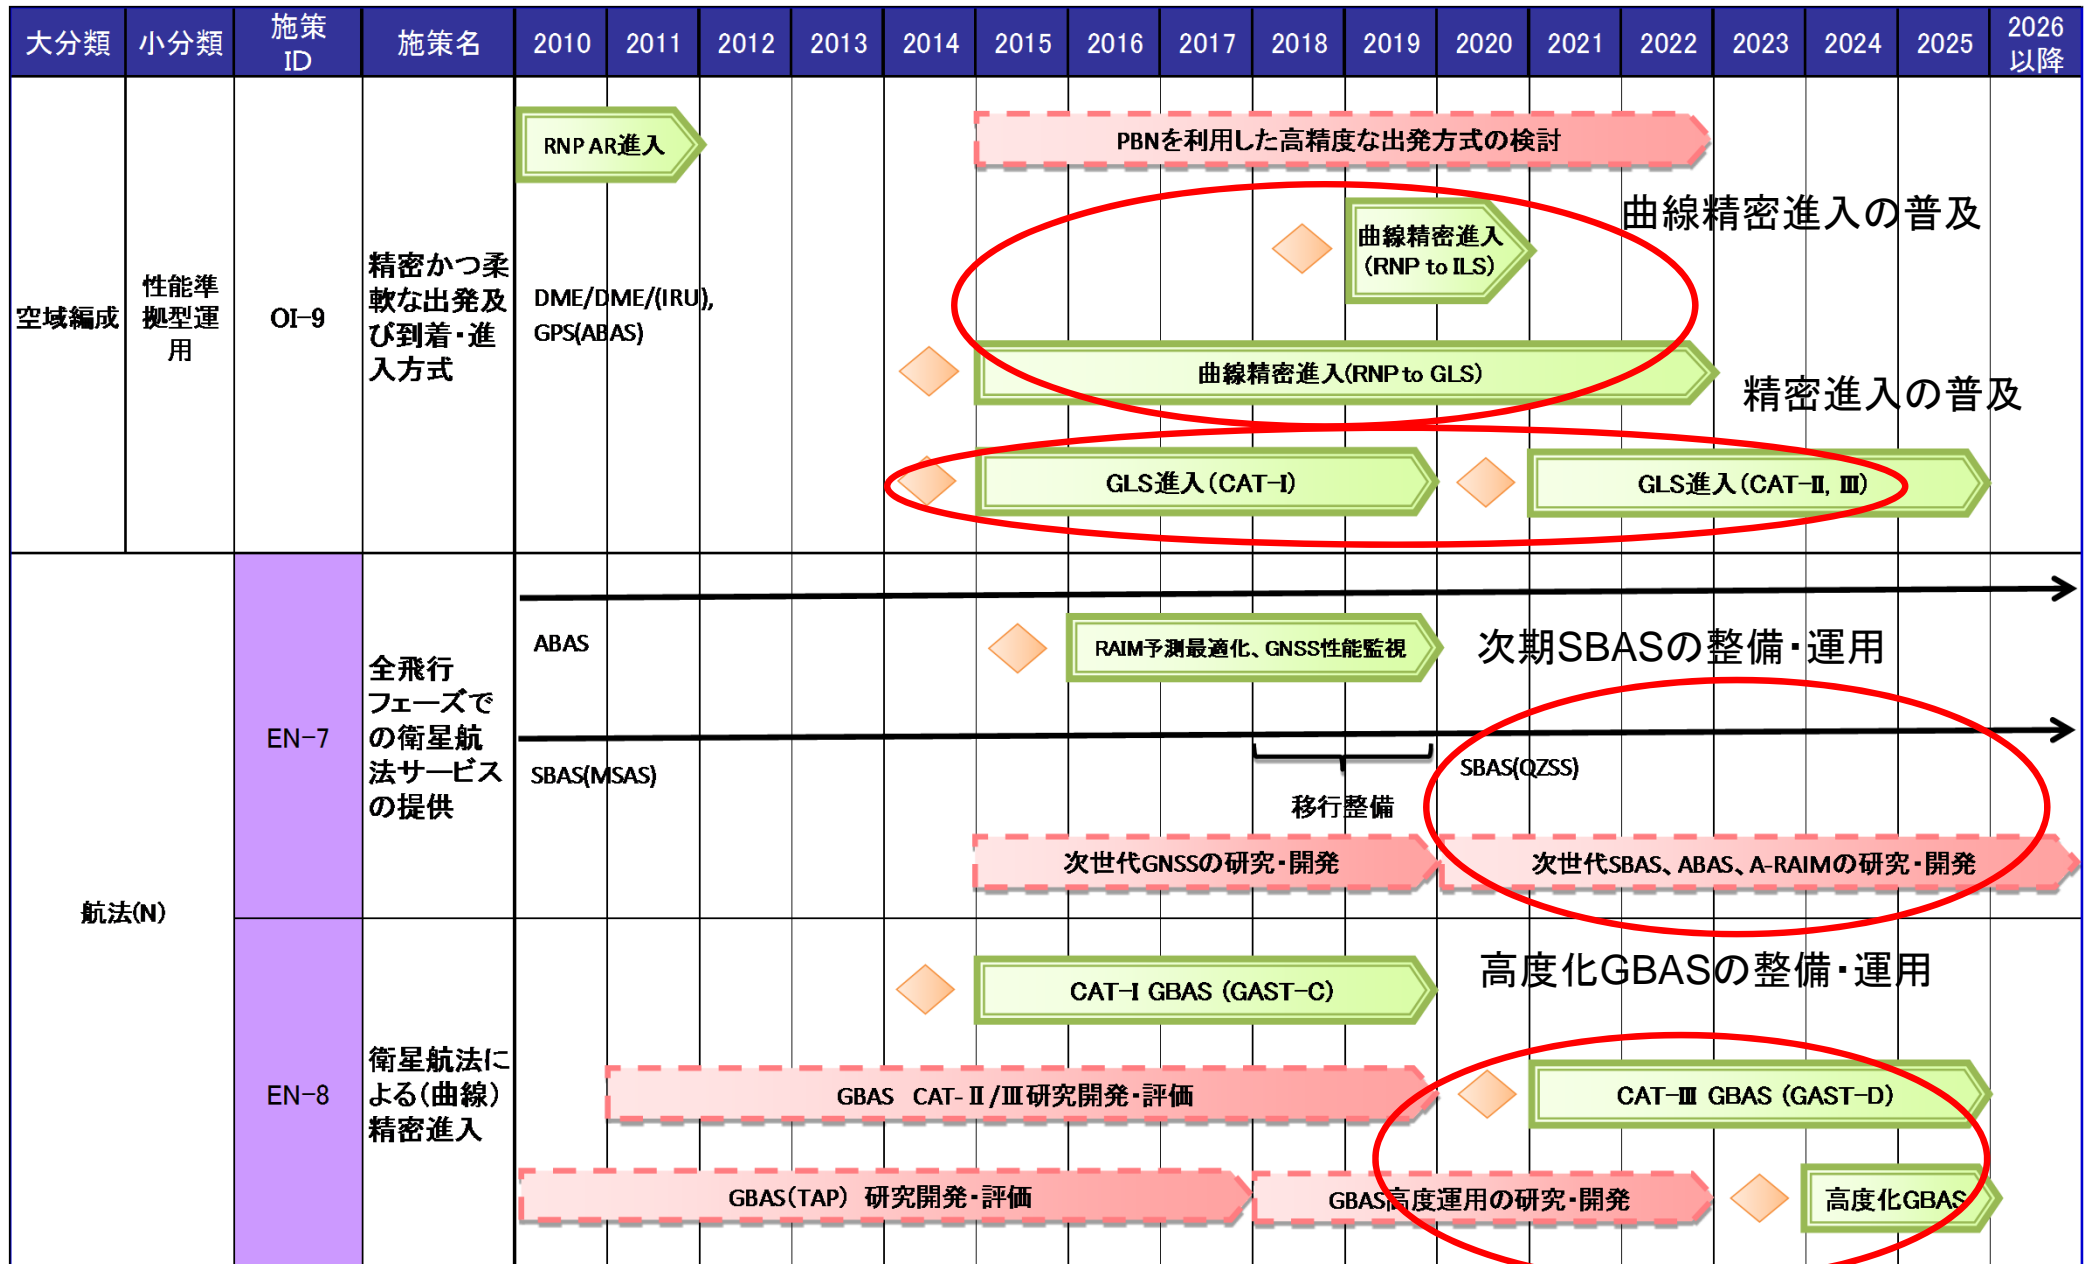 大分類 小分類 施策 ID 施策名 2010 2011 2012 2013 2014 2015 2016 2017 2018 2019 2020 2021 2022 2023 2024 2025 2026 以降
空域編成
性能準
拠型運
用
OI-9
精密かつ柔
軟な出発及
び到着・進
入方式
RNP AR進入
PBNを利用した高精度な出発方式の検討
曲線精密進入の普及
曲線精密進入
(RNP to ILS)
DME/DME/(IRU),
GPS(ABAS)
曲線精密進入(RNP to GLS)
精密進入の普及
GLS進入(CAT-Ⅰ)
GLS進入(CAT-Ⅱ, Ⅲ)
航法(N)
EN-7
全飛行
フェーズで
の衛星航
法サービス
の提供
ABAS
RAIM予測最適化、GNSS性能監視
次期SBASの整備・運用
SBAS(MSAS)
移行整備
SBAS(QZSS)
次世代GNSSの研究・開発
次世代SBAS、ABAS、A-RAIMの研究・開発
EN-8
衛星航法に
よる(曲線)
精密進入
CAT-Ⅰ GBAS (GAST-C)
高度化GBASの整備・運用
GBAS CAT-Ⅱ/Ⅲ研究開発・評価
CAT-Ⅲ GBAS (GAST-D)
GBAS(TAP) 研究開発・評価
GBAS高度運用の研究・開発
高度化GBAS